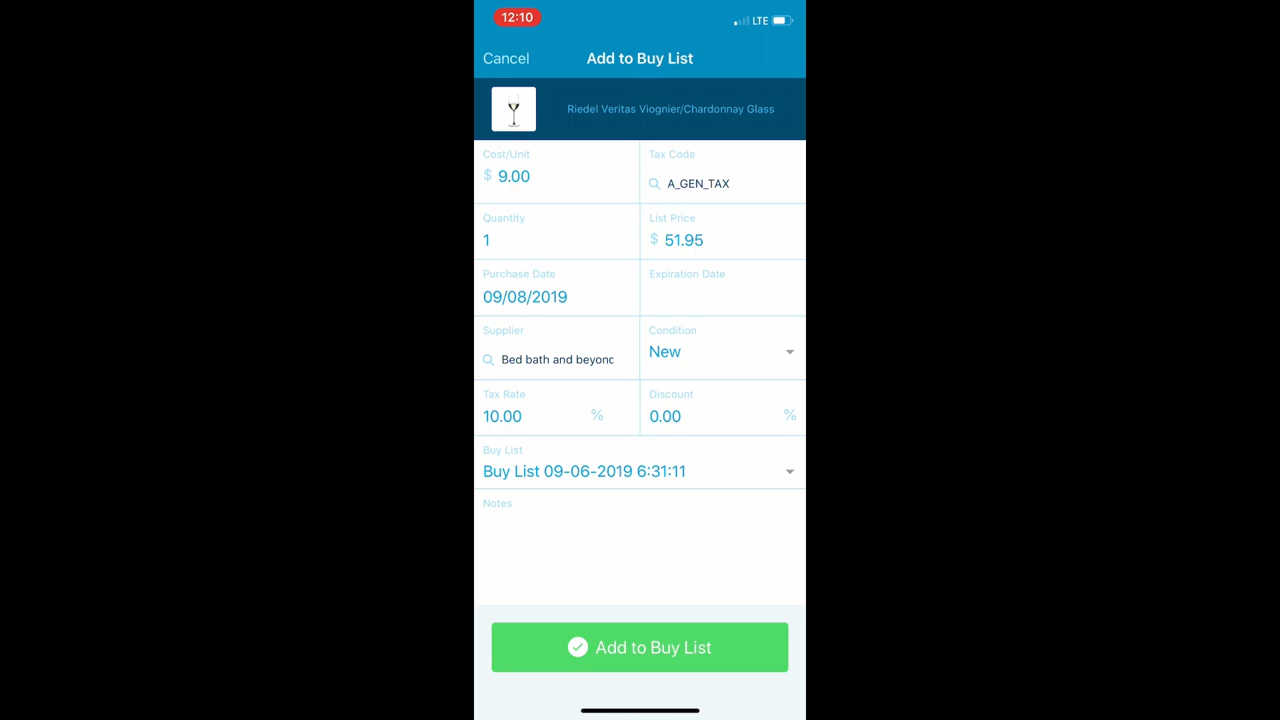 12:10
LTE
Cancel
Add to Buy List
Riedel Veritas Viognier/Chardonnay Glass
Cost/Unit
Tax Code
$ 9.00
A_GEN_TAX
Quantity
List Price
1
$ 51.95
Purchase Date
Expiration Date
09/08/2019
Supplier
Condition
Bed bath and beyonc
New
Tax Rate
Discount
10.00 %
0.00 %
Buy List
Buy List 09-06-2019 6:31:11
Notes
Add to Buy List